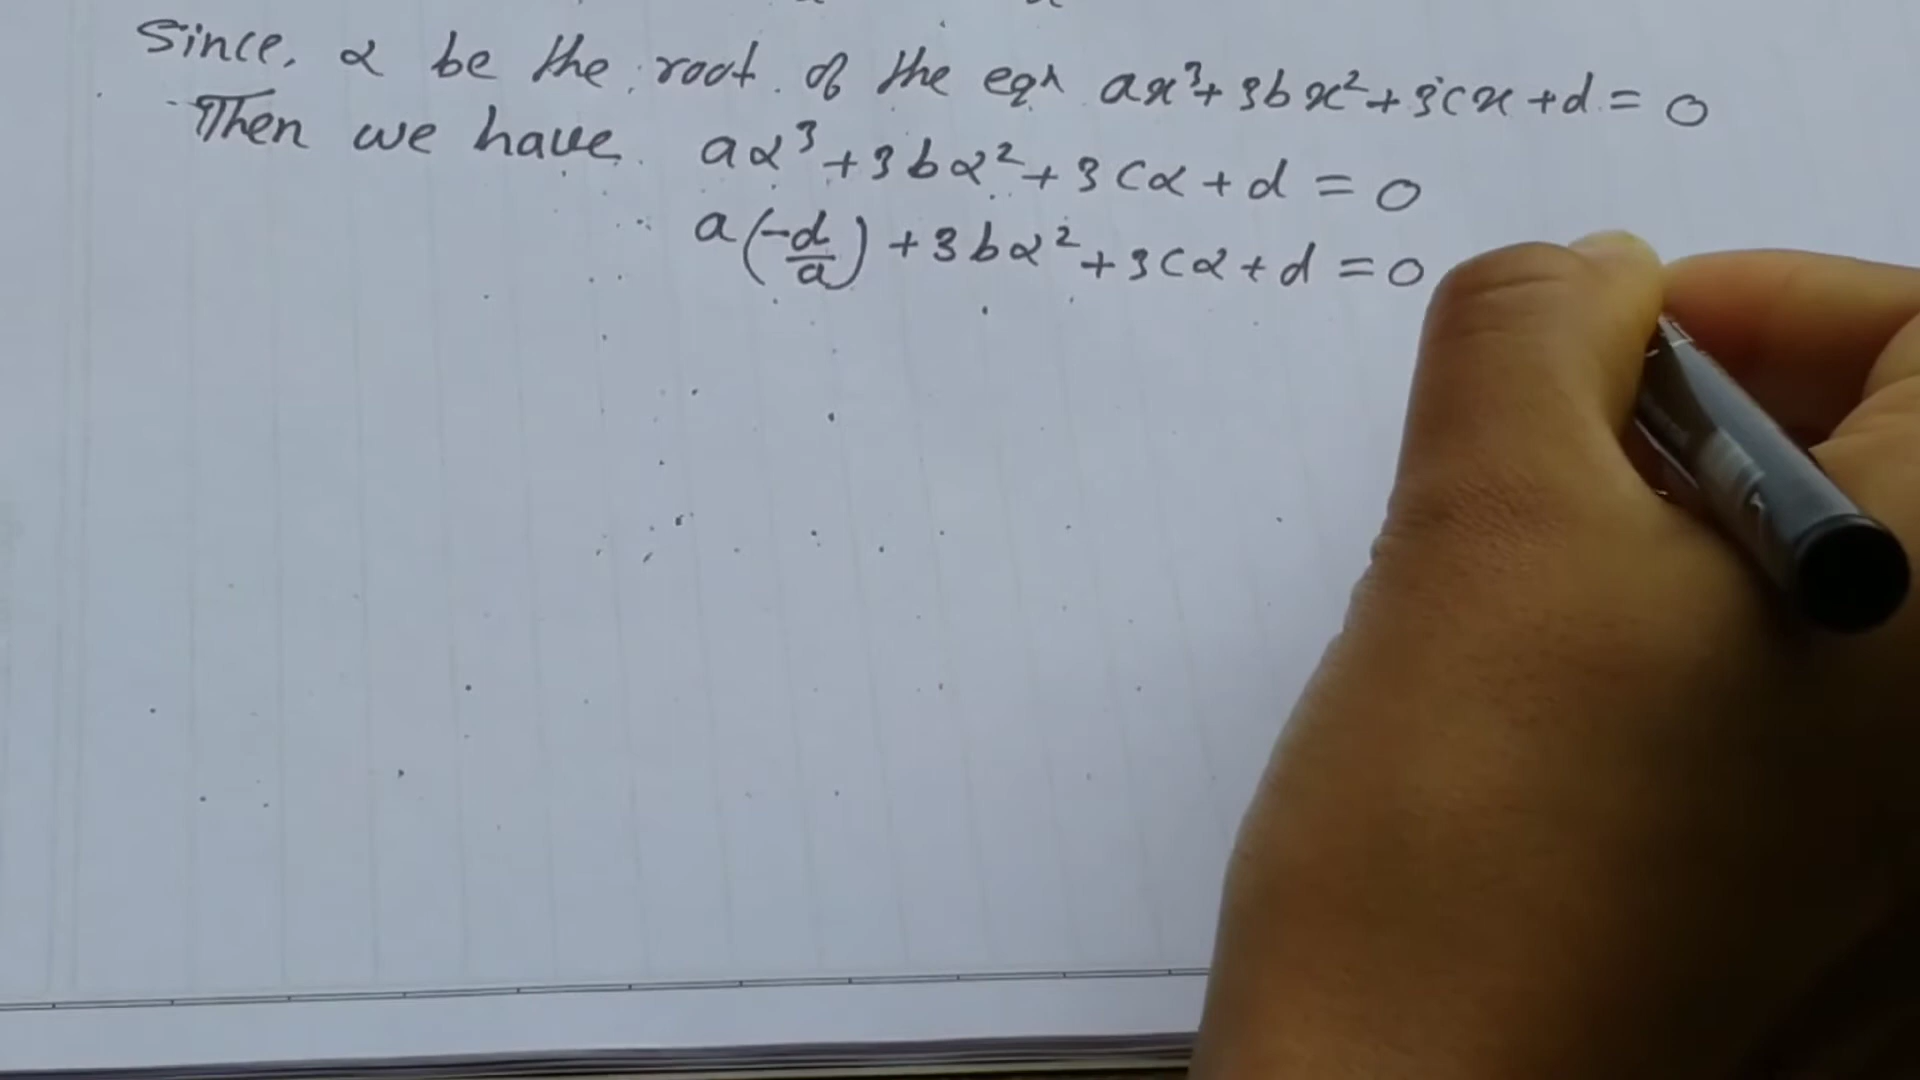 Since, α be the root of the eqn ax³+3bx²+3cx+d=0
Then we have aα³+3bα²+3cα+d=0
a(-d/a)+3bα²+3cα+d=0